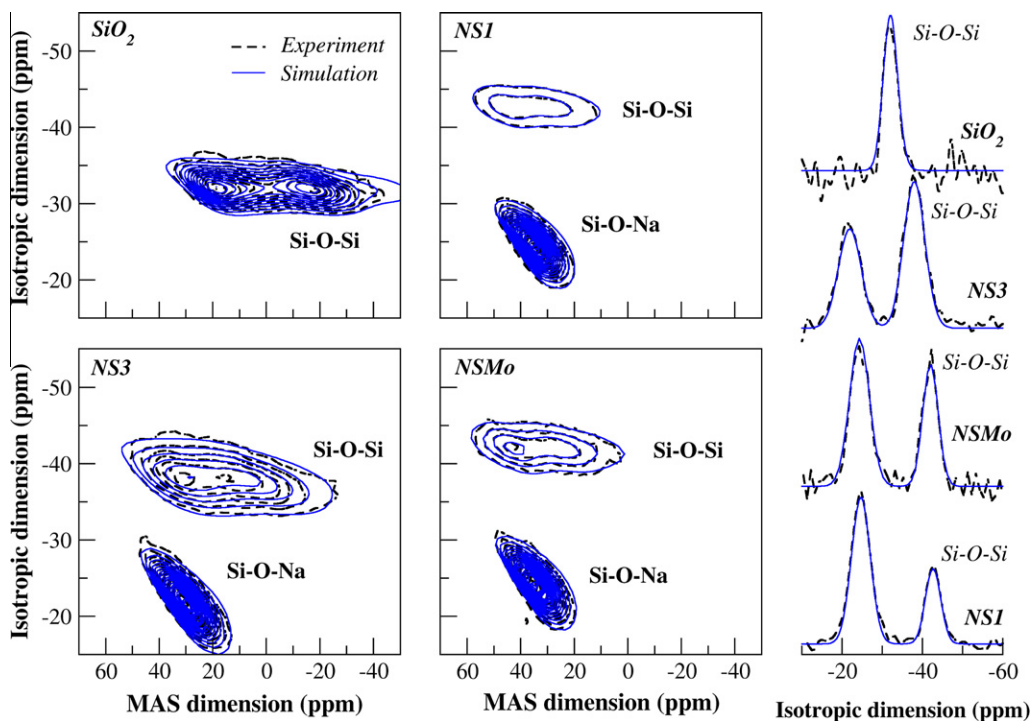 SiO2
Experiment
Simulation
Si-O-Si
Isotropic dimension (ppm)
-50
-40
-30
-20
NS1
Si-O-Si
Si-O-Na
NS3
Si-O-Si
Si-O-Na
Isotropic dimension (ppm)
-50
-40
-30
-20
60 40 20 0 -20 -40
MAS dimension (ppm)
NSMo
Si-O-Si
Si-O-Na
60 40 20 0 -20 -40
MAS dimension (ppm)
Si-O-Si
SiO2
Si-O-Si
NS3
Si-O-Si
NSMo
Si-O-Si
NS1
-20 -40 -60
Isotropic dimension (ppm)